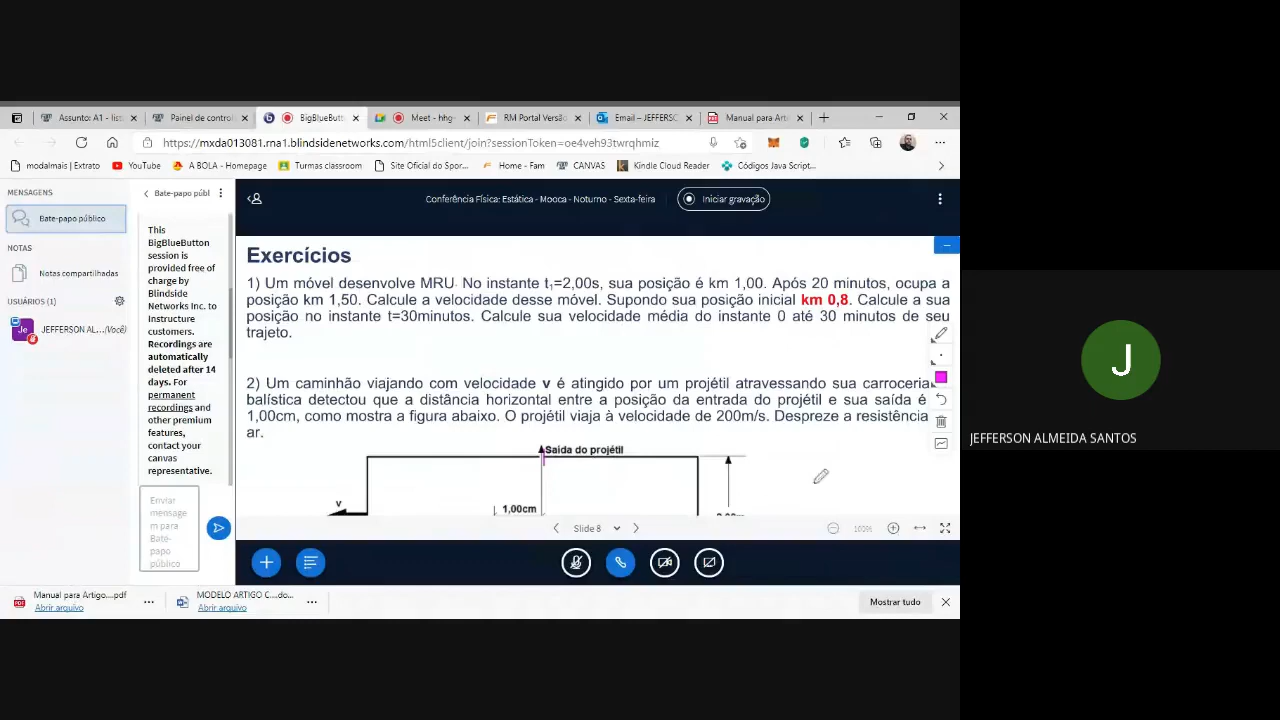 Assunto: A1 - lis
Painel de control
BigBlueButt
Meet - hhg-
RM Portal Versão
Email – JEFFERSC
Manual para Arti
https://mxda013081.rna1.blindsidenetworks.com/html5client/join?sessionToken=oe4veh93twrqhmiz
modalmais | Extrato
YouTube
A BOLA - Homepage
Turmas classroom
Site Oficial do Spor...
Home - Fam
CANVAS
Kindle Cloud Reader
Códigos Java Script...
MENSAGENS
Bate-papo público
NOTAS
Notas compartilhadas
USUÁRIOS (1)
Je
JEFFERSON AL... (Você)
Bate-papo públ
This
BigBlueButton
session is
provided free of
charge by
Blindside
Networks Inc. to
Instructure
customers.
Recordings are
automatically
deleted after 14
days. For
permanent
recordings and
other premium
features,
contact your
canvas
representative.
Enviar
mensage
m para
Bate-
papo
público
Conferência Física: Estática - Mooca - Noturno - Sexta-feira
Iniciar gravação
Exercícios
1) Um móvel desenvolve MRU. No instante t1=2,00s, sua posição é km 1,00. Após 20 minutos, ocupa a
posição km 1,50. Calcule a velocidade desse móvel. Supondo sua posição inicial km 0,8. Calcule a sua
posição no instante t=30minutos. Calcule sua velocidade média do instante 0 até 30 minutos de seu
trajeto.
2) Um caminhão viajando com velocidade v é atingido por um projétil atravessando sua carroceria
balística detectou que a distância horizontal entre a posição da entrada do projétil e sua saída é
1,00cm, como mostra a figura abaixo. O projétil viaja à velocidade de 200m/s. Despreze a resistência
ar.
Saída do projétil
v
1,00cm
Slide 8
100%
Manual para Artigo....pdf
Abrir arquivo
MODELO ARTIGO C....do...
Abrir arquivo
Mostrar tudo
J
JEFFERSON ALMEIDA SANTOS